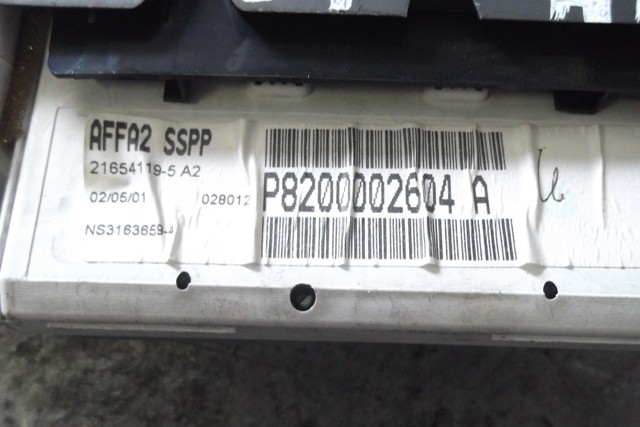 AFFA2 SSPP
21654119-5 A2
02/05/01 028012
NS3163659-4
P8200002604 A